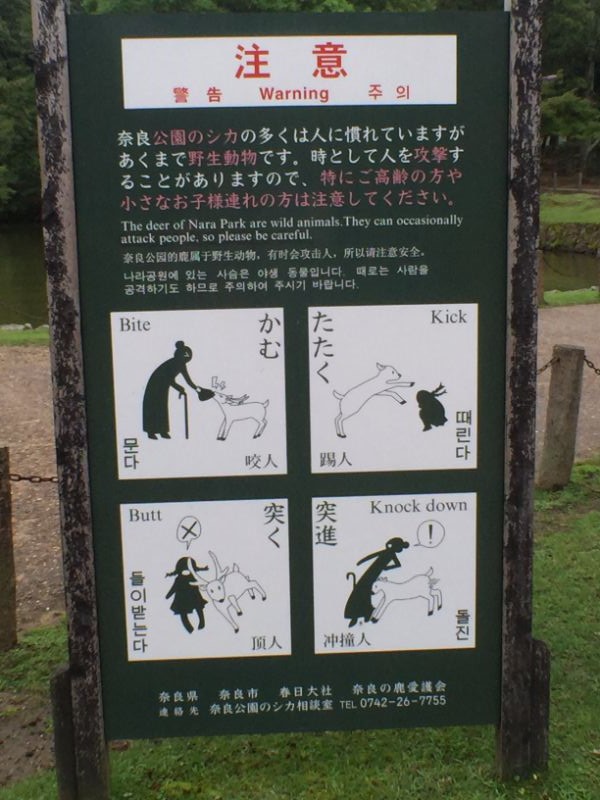 注意
警告 Warning 주의
奈良公園のシカの多くは人に慣れていますが
あくまで野生動物です。時として人を攻撃す
ることがありますので、特にご高齢の方や
小さなお子様連れの方は注意してください。
The deer of Nara Park are wild animals.They can occasionally
attack people, so please be careful.
奈良公园的鹿属于野生动物，有时会攻击人，所以请注意安全。
나라공원에 있는 사슴은 야생 동물입니다. 때로는 사람을
공격하기도 하므로 주의하여 주시기 바랍니다.
Bite
かむ
문다
咬人
たたく
Kick
때린다
踢人
Butt
突く
들이받는다
頂人
突進
Knock down
!
돌진
冲撞人
奈良県 奈良市 春日大社 奈良の鹿愛護会
連絡先 奈良公園のシカ相談室 TEL 0742-26-7755